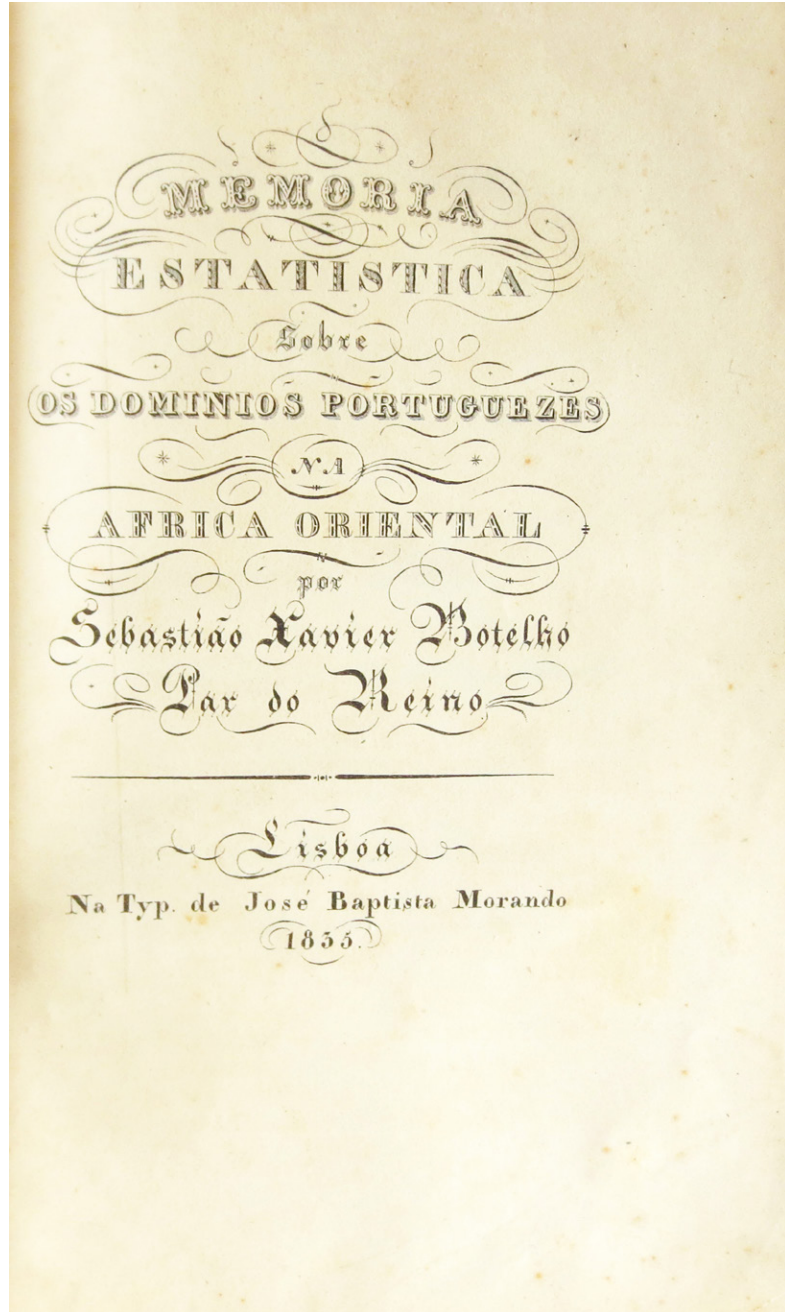 MEMORIA
ESTATISTICA
Sobre
OS DOMINIOS PORTUGUEZES
NA
AFRICA ORIENTAL
por
Sebastião Xavier Botelho
Par do Reino
Lisboa
Na Typ. de José Baptista Morando
1835.